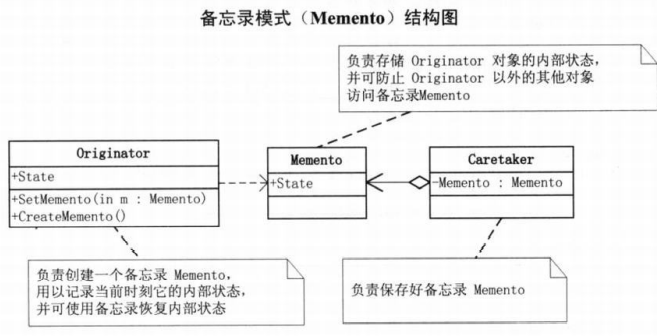 备忘录模式（Memento）结构图
负责存储 Originator 对象的内部状态，
并可防止 Originator 以外的其他对象
访问备忘录Memento
Originator
+State
+SetMemento(in m : Memento)
+CreateMemento()
Memento
+State
Caretaker
-Memento : Memento
负责创建一个备忘录 Memento，
用以记录当前时刻它的内部状态，
并可使用备忘录恢复内部状态
负责保存好备忘录 Memento